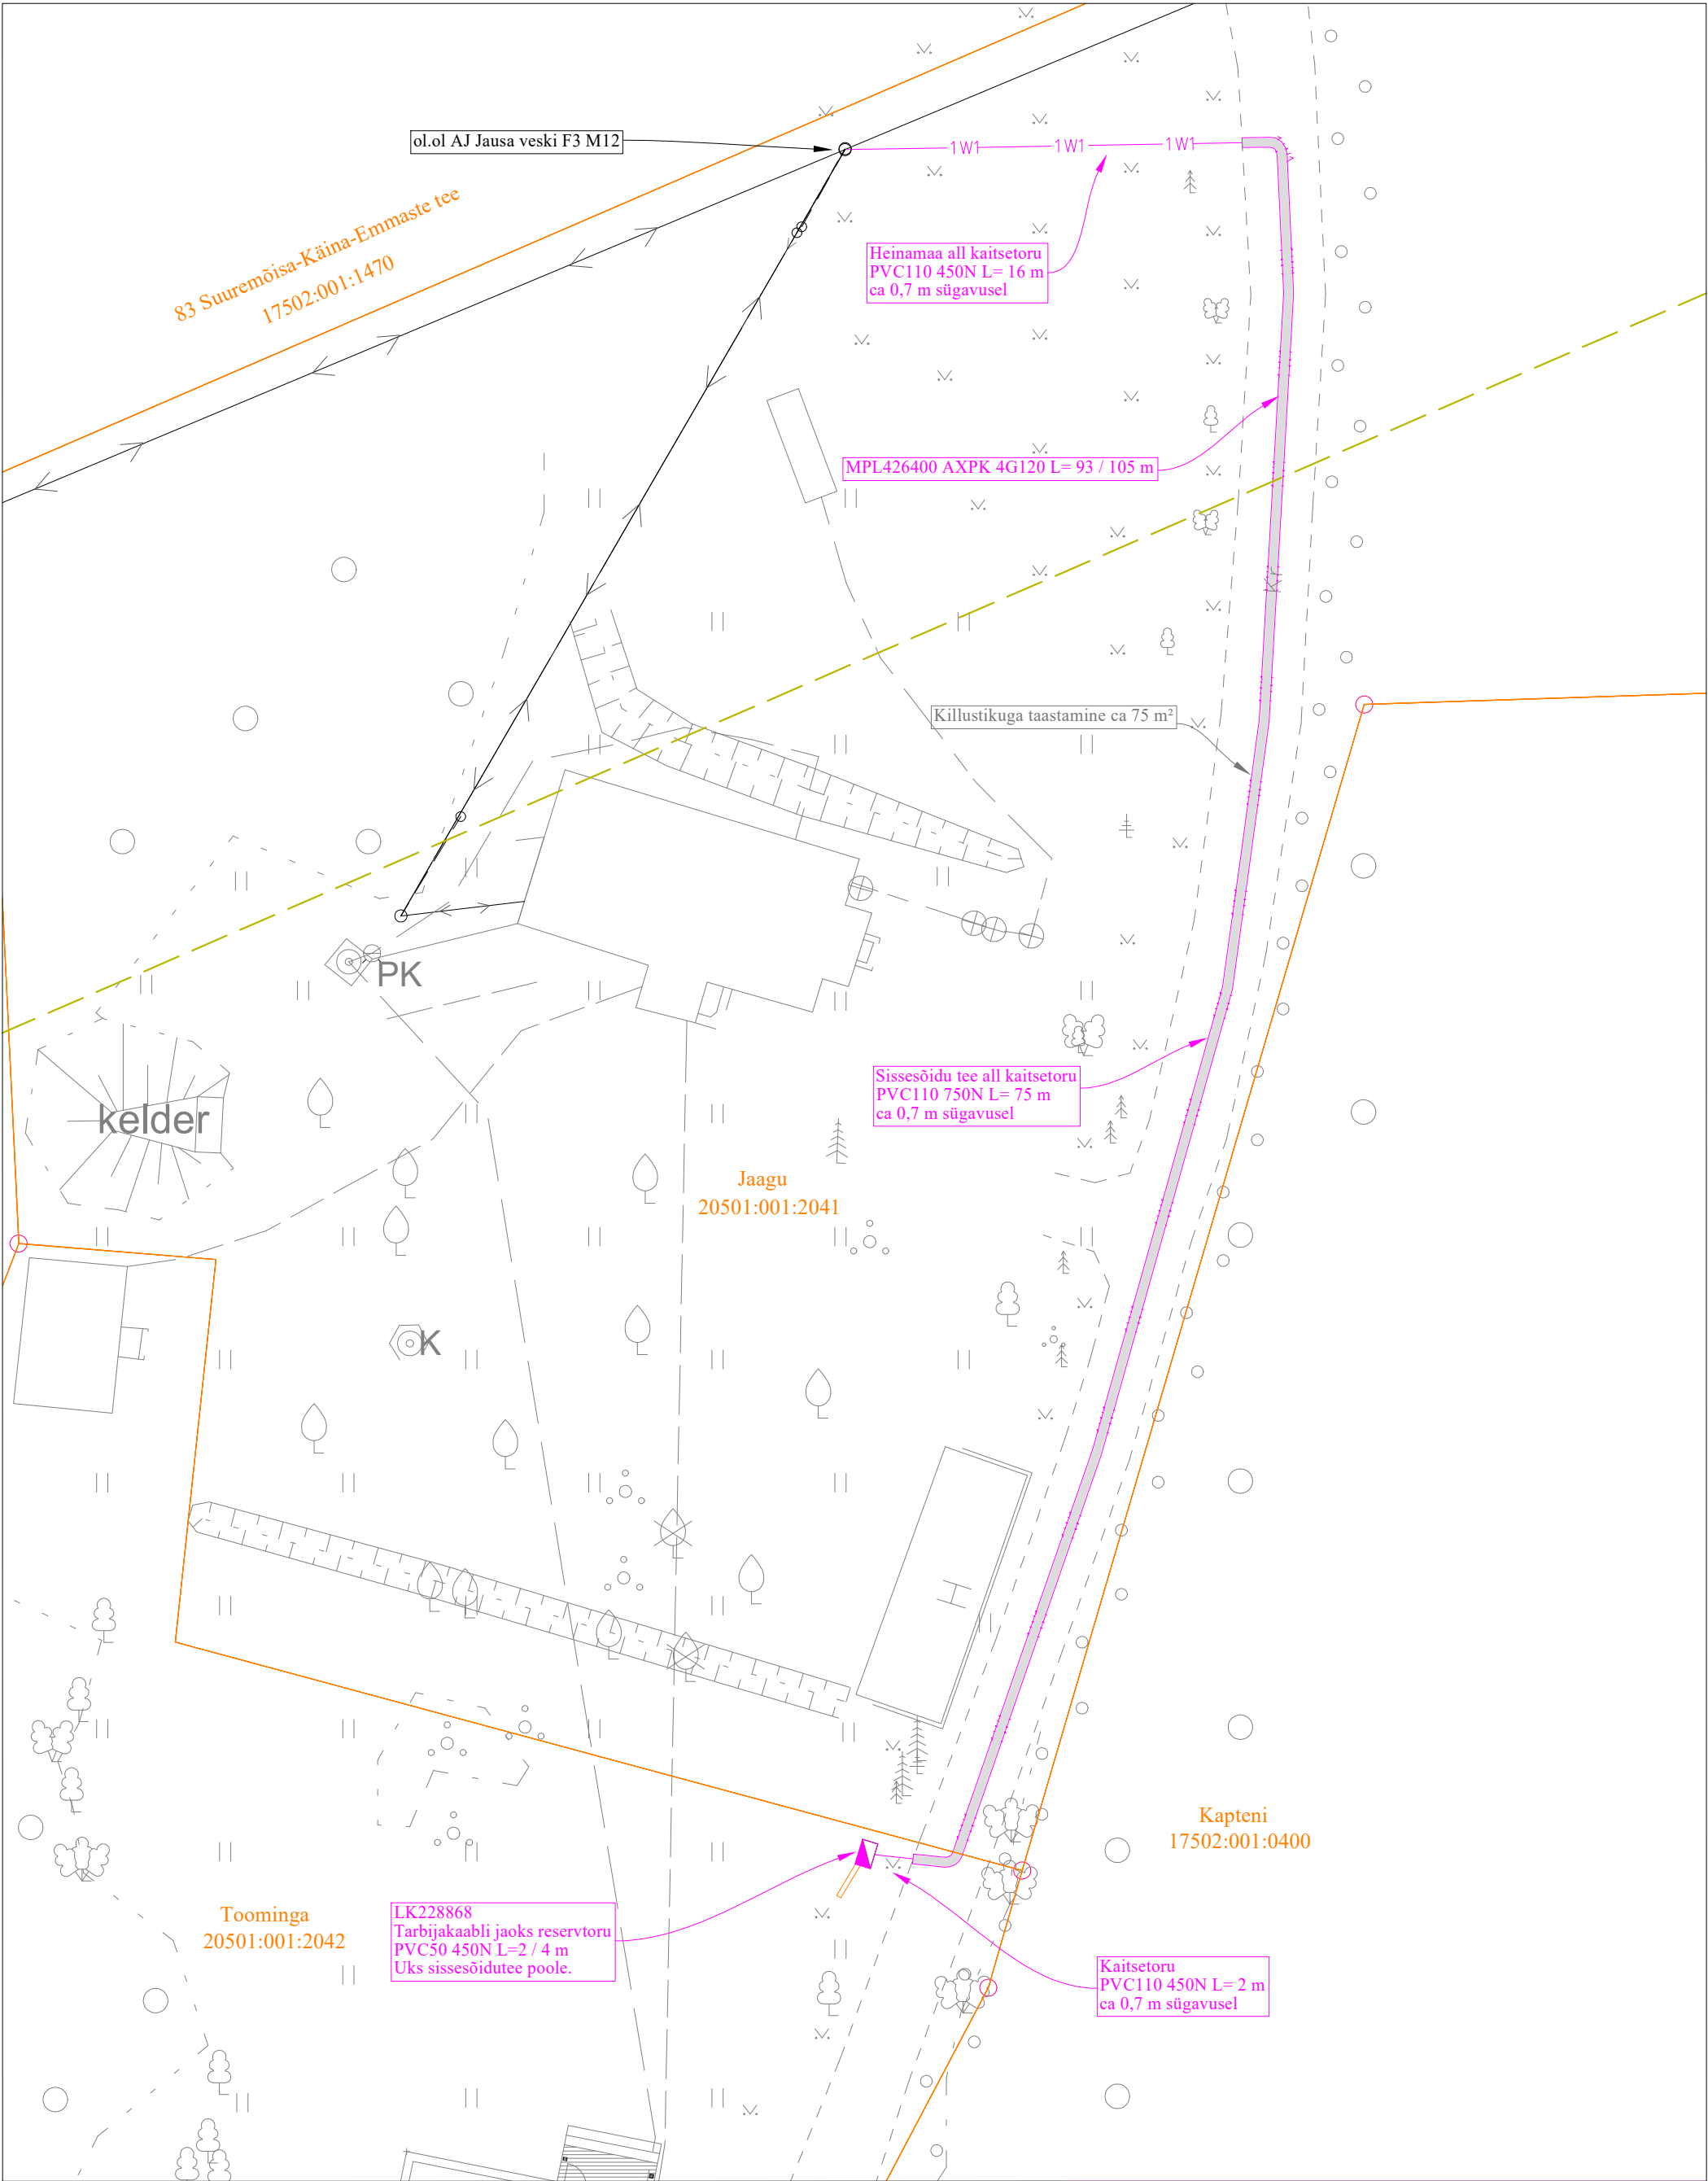 ol.ol AJ Jausa veski F3 M12
1W1
1W1
1W1
83 Suuremõisa-Käina-Emmaste tee
17502:001:1470
Heinamaa all kaitsetoru
PVC110 450N L= 16 m
ca 0,7 m sügavusel
MPL426400 AXPK 4G120 L= 93 / 105 m
Killustikuga taastamine ca 75 m²
PK
kelder
Sissesõidu tee all kaitsetoru
PVC110 750N L= 75 m
ca 0,7 m sügavusel
Jaagu
20501:001:2041
K
Kapteni
17502:001:0400
Toominga
20501:001:2042
LK228868
Tarbijakaabli jaoks reservtoru
PVC50 450N L=2 / 4 m
Uks sissesõidutee poole.
Kaitsetoru
PVC110 450N L= 2 m
ca 0,7 m sügavusel